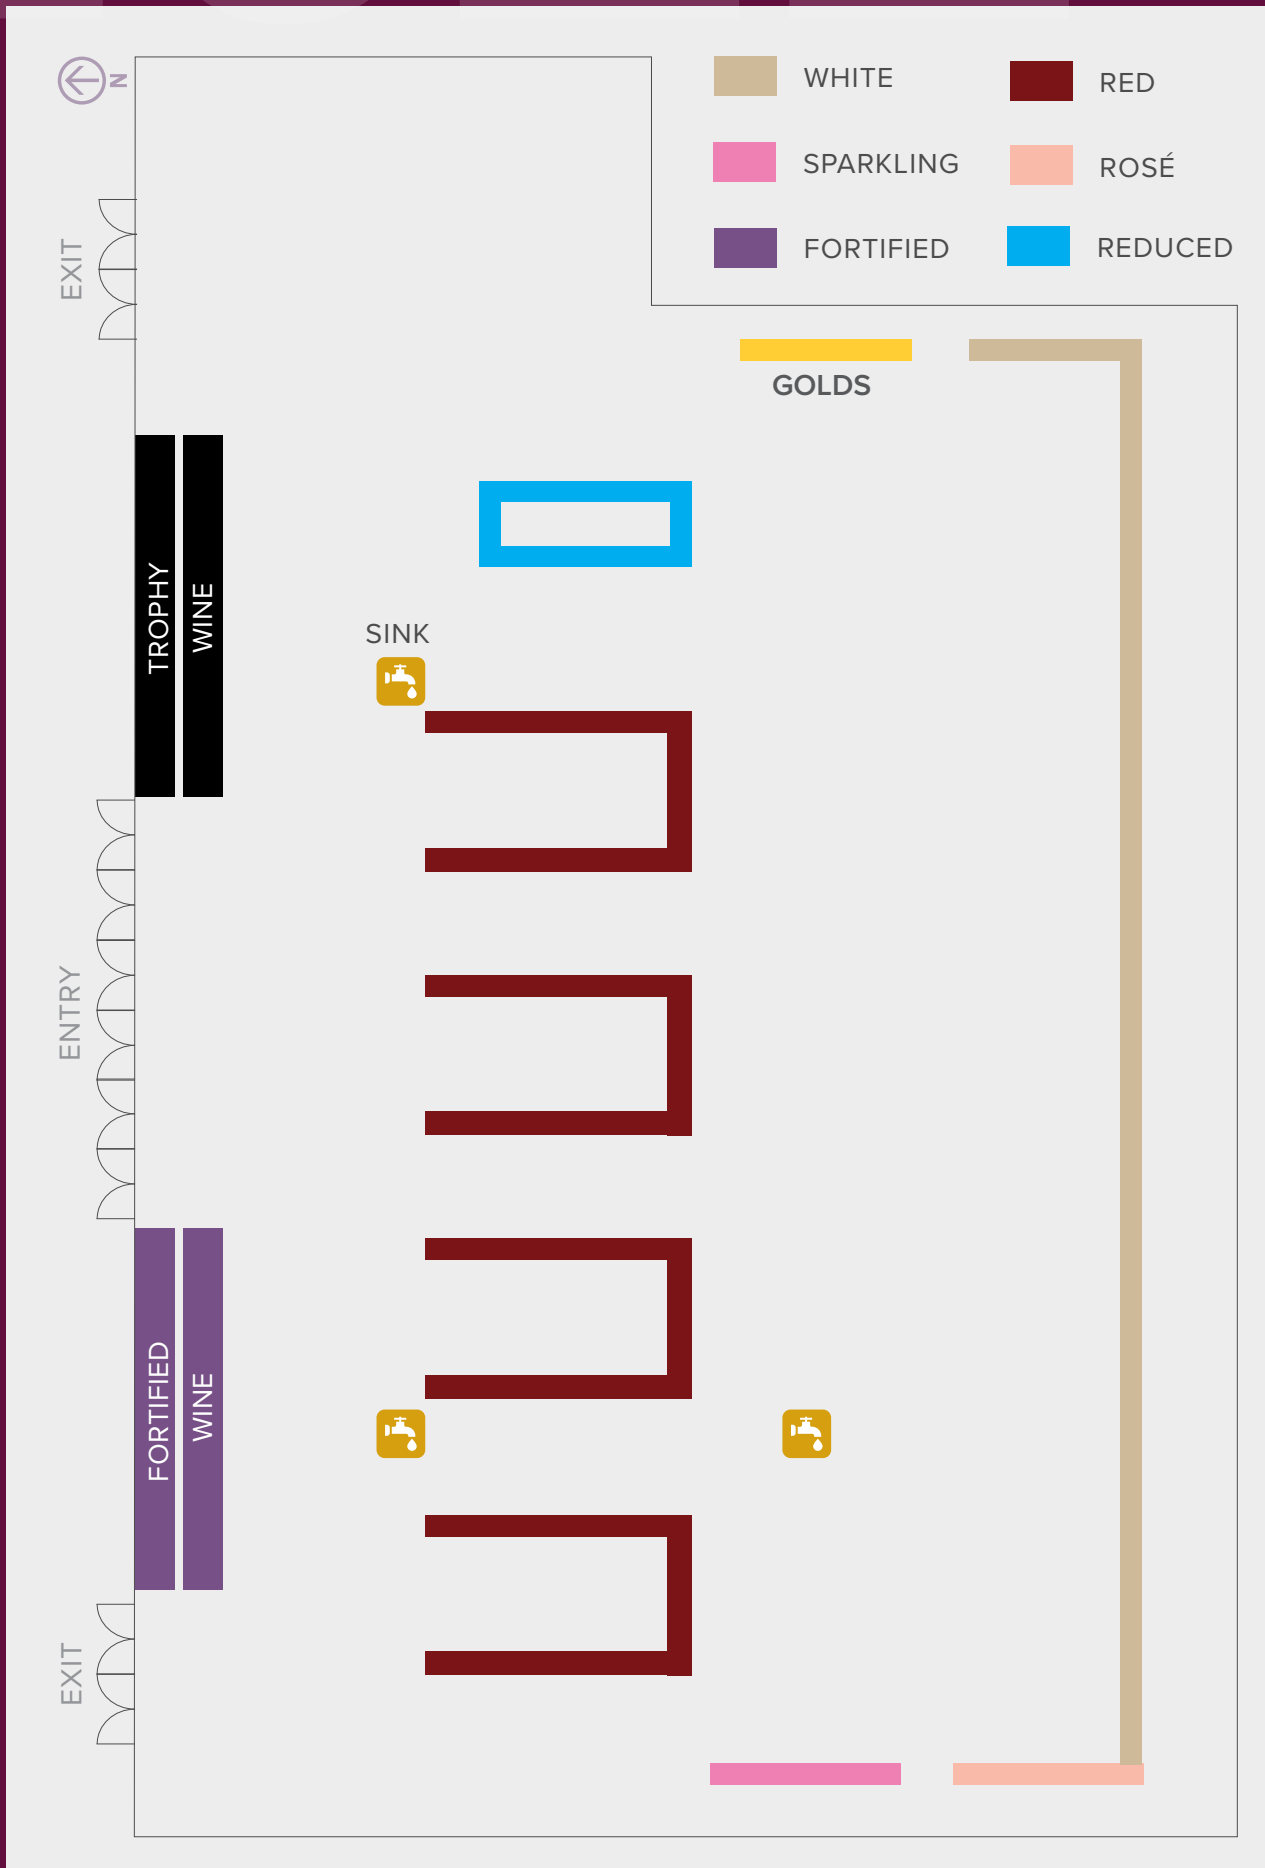 N
WHITE
RED
SPARKLING
ROSÉ
FORTIFIED
REDUCED
EXIT
GOLDS
TROPHY
WINE
SINK
ENTRY
FORTIFIED
WINE
EXIT